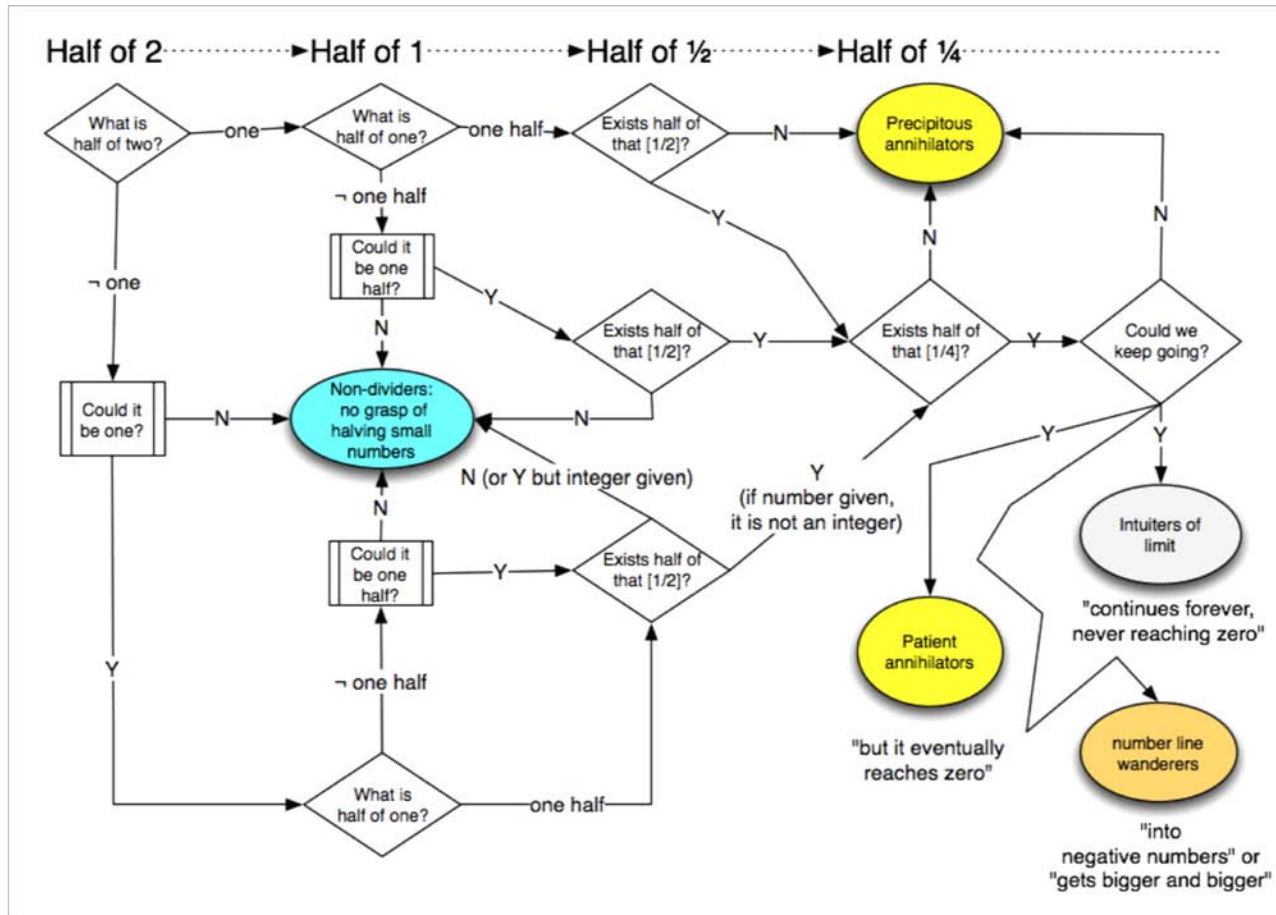 Half of 2
Half of 1
Half of ½
Half of ¼
What is
half of two?
one
What is
half of one?
one half
Exists half of
that [1/2]?
N
Precipitous
annihilators
¬ one half
Y
N
N
¬ one
Could it
be one
half?
Y
N
Exists half of
that [1/2]?
Y
Exists half of
that [1/4]?
Y
Could we
keep going?
Could it
be one?
N
Non-dividers:
no grasp of
halving small
numbers
N
Y
Y
N (or Y but integer given)
Y
(if number given,
it is not an integer)
N
Intuiters of
limit
Could it
be one
half?
Y
Exists half of
that [1/2]?
"continues forever,
never reaching zero"
Patient
annihilators
Y
¬ one half
"but it eventually
reaches zero"
number line
wanderers
What is
half of one?
one half
"into
negative numbers" or
"gets bigger and bigger"